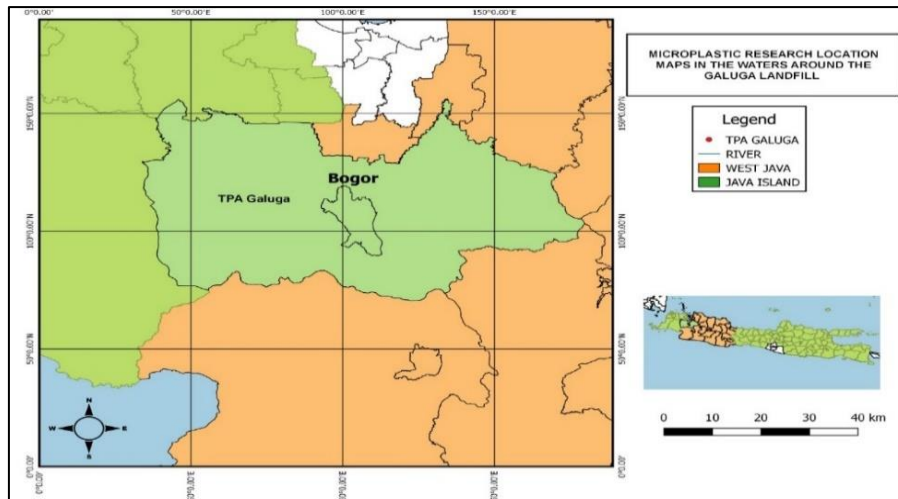 0°0.00'
50°0.00'E
100°0.00'E
150°0.00'E
MICROPLASTIC RESEARCH LOCATION
MAPS IN THE WATERS AROUND THE
GALUGA LANDFILL
Legend
TPA GALUGA
RIVER
WEST JAVA
JAVA ISLAND
Bogor
TPA Galuga
N
W
E
S
0
10
20
30
40 km